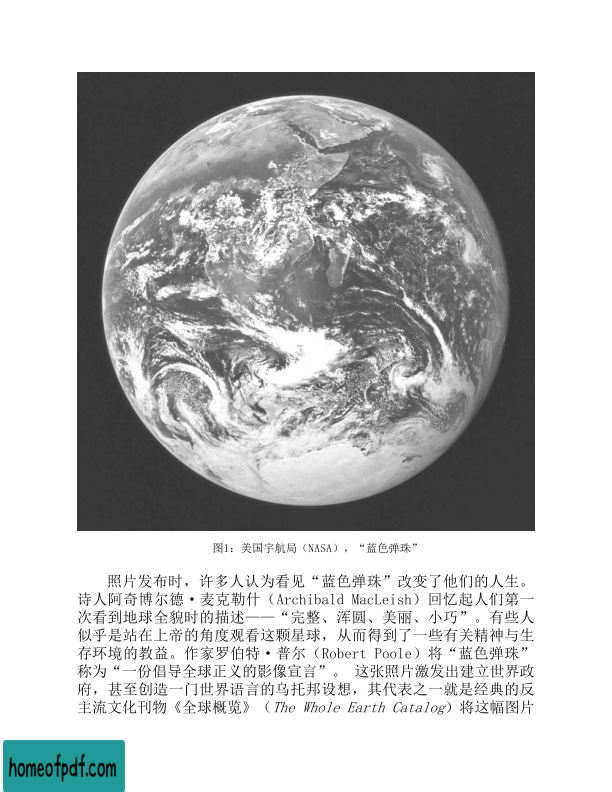 图1：美国宇航局（NASA），“蓝色弹珠”
照片发布时，许多人认为看见“蓝色弹珠”改变了他们的人生。
诗人阿奇博尔德·麦克勒什（Archibald MacLeish）回忆起人们第一
次看到地球全貌时的描述——“完整、浑圆、美丽、小巧”。有些人
似乎是站在上帝的角度观看这颗星球，从而得到了一些有关精神与生
存环境的教益。作家罗伯特·普尔（Robert Poole）将“蓝色弹珠”
称为“一份倡导全球正义的影像宣言”。 这张照片激发出建立世界政
府，甚至创造一门世界语言的乌托邦设想，其代表之一就是经典的反
主流文化刊物《全球概览》（The Whole Earth Catalog）将这幅图片
homeofpdf.com